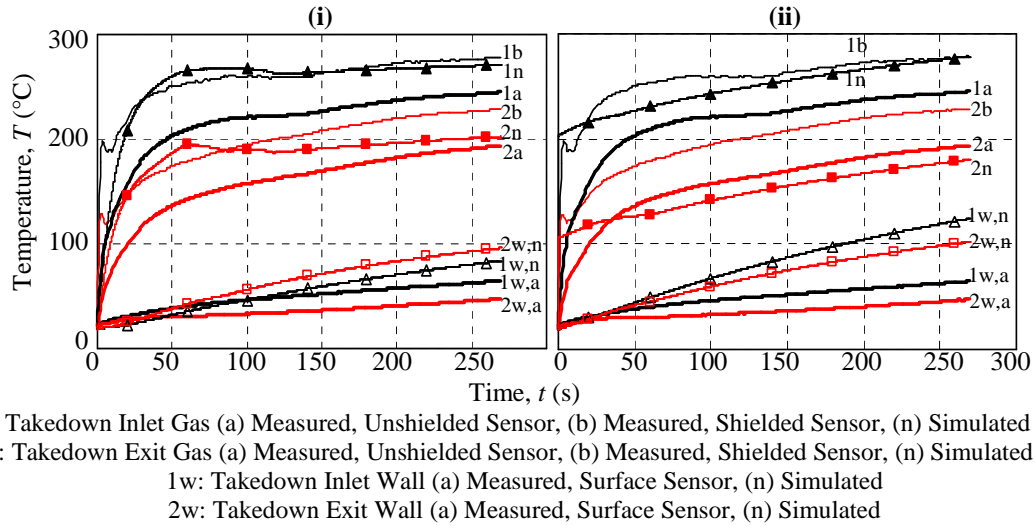 (i) (ii)
300
200
100
0
Temperature, T (°C)
1b
1n
1a
2b
2n
2a
2w,n
1w,n
1w,a
2w,a
1b
1n
1a
2b
2a
2n
1w,n
2w,n
1w,a
2w,a
0 50 100 150 200 250
0 50 100 150 200 250 300
Time, t (s)
Takedown Inlet Gas (a) Measured, Unshielded Sensor, (b) Measured, Shielded Sensor, (n) Simulated
: Takedown Exit Gas (a) Measured, Unshielded Sensor, (b) Measured, Shielded Sensor, (n) Simulated
1w: Takedown Inlet Wall (a) Measured, Surface Sensor, (n) Simulated
2w: Takedown Exit Wall (a) Measured, Surface Sensor, (n) Simulated